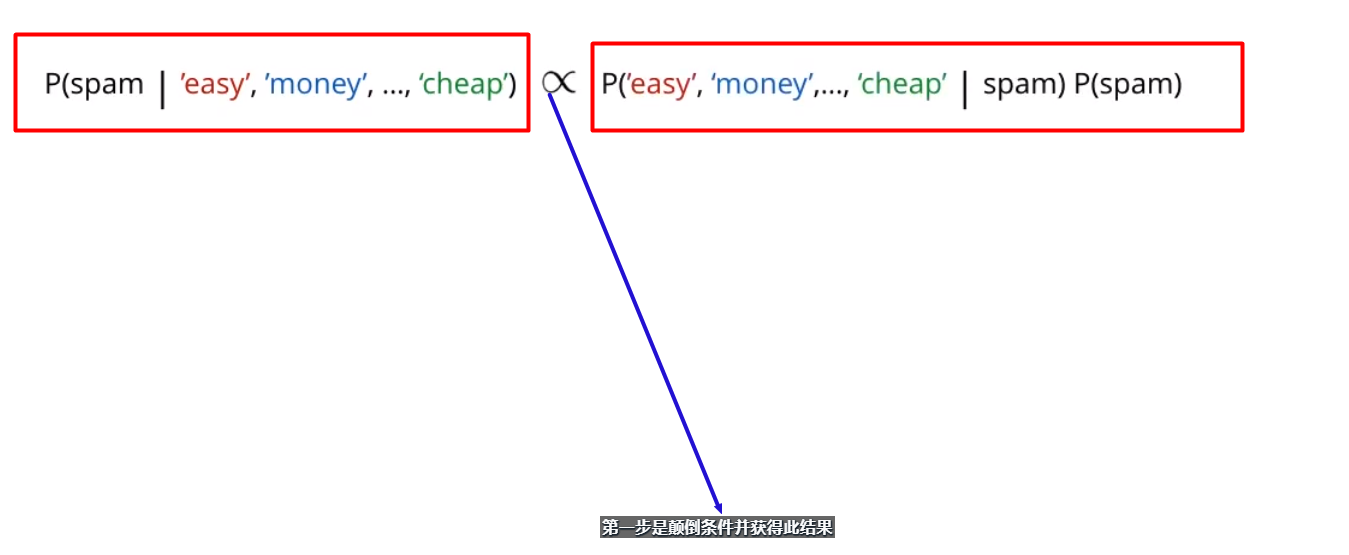 P(spam | ’easy’, ‘money’, ..., ‘cheap’) ∝ P(’easy’, ‘money’,..., ‘cheap’ | spam) P(spam)
第一步是颠倒条件并获得此结果